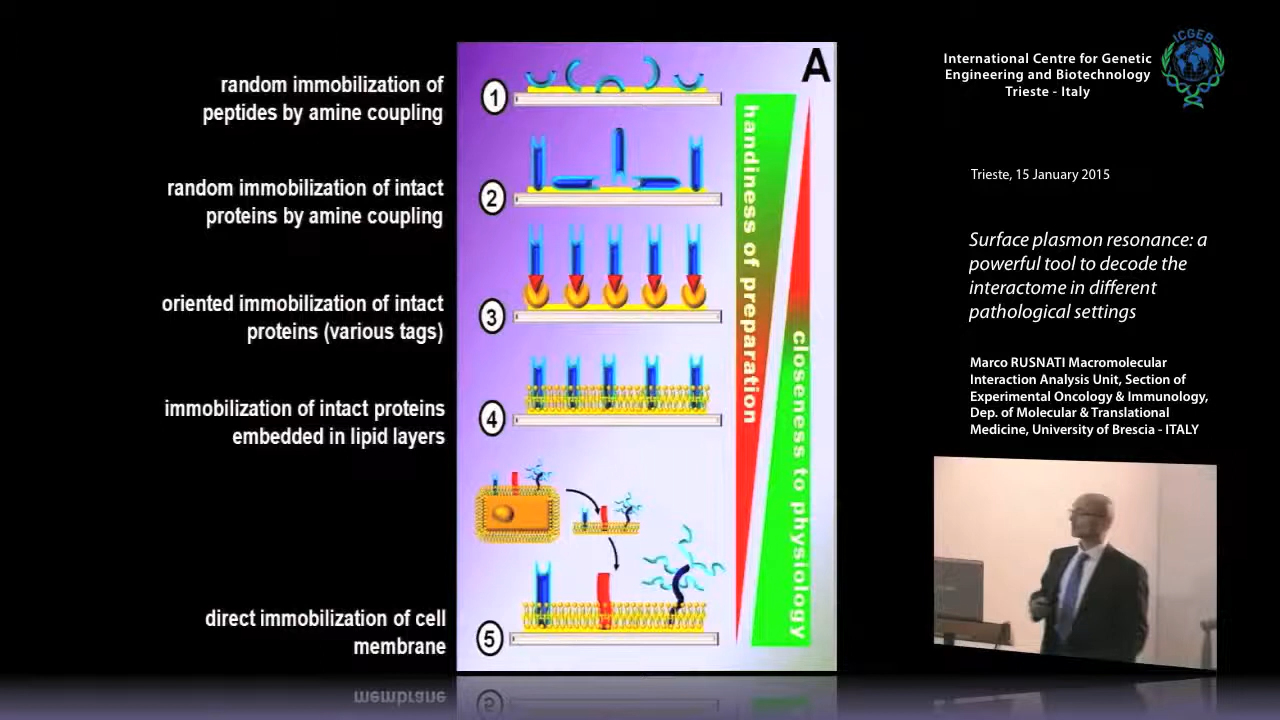 random immobilization of
peptides by amine coupling
random immobilization of intact
proteins by amine coupling
oriented immobilization of intact
proteins (various tags)
immobilization of intact proteins
embedded in lipid layers
direct immobilization of cell
membrane
membrane
A
1
2
3
4
5
5
handiness of preparation
closeness to physiology
International Centre for Genetic
Engineering and Biotechnology
Trieste - Italy
ICGEB
Trieste, 15 January 2015
Surface plasmon resonance: a
powerful tool to decode the
interactome in different
pathological settings
Marco RUSNATI Macromolecular
Interaction Analysis Unit, Section of
Experimental Oncology & Immunology,
Dep. of Molecular & Translational
Medicine, University of Brescia - ITALY